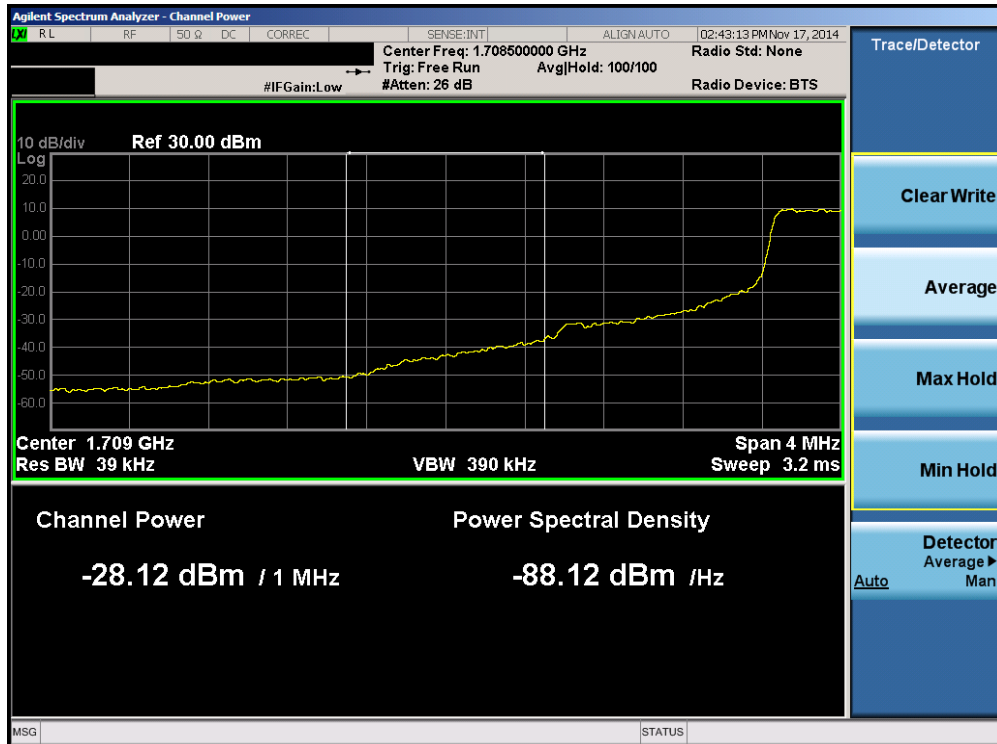 Agilent Spectrum Analyzer - Channel Power
LXI RL RF 50 Ω DC CORREC SENSE:INT ALIGN AUTO 02:43:13 PM Nov 17, 2014
Center Freq: 1.708500000 GHz Radio Std: None
Trig: Free Run Avg|Hold: 100/100
#IFGain:Low #Atten: 26 dB Radio Device: BTS
10 dB/div Ref 30.00 dBm
Log
20.0
10.0
0.00
-10.0
-20.0
-30.0
-40.0
-50.0
-60.0
Center 1.709 GHz Span 4 MHz
Res BW 39 kHz VBW 390 kHz Sweep 3.2 ms
Channel Power Power Spectral Density
-28.12 dBm / 1 MHz -88.12 dBm /Hz
MSG STATUS
Trace/Detector
Clear Write
Average
Max Hold
Min Hold
Detector
Average▶
Auto Man